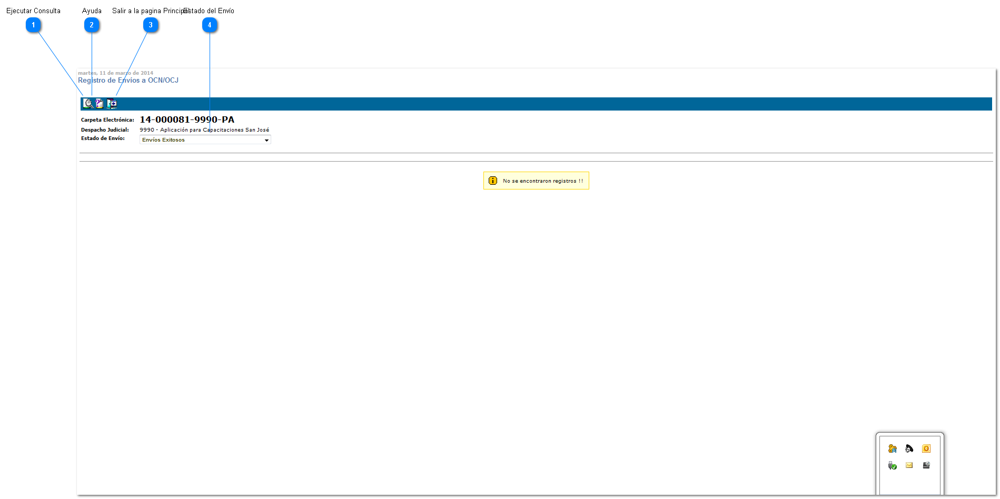 Ejecutar Consulta
Ayuda
Salir a la pagina Principal
Estado del Envío
1
2
3
4
martes, 11 de marzo de 2014
Registro de Envíos a OCN/OCJ
Carpeta Electrónica: 14-000081-9990-PA
Despacho Judicial: 9990 - Aplicación para Capacitaciones San José
Estado de Envío: Envíos Exitosos
No se encontraron registros !!